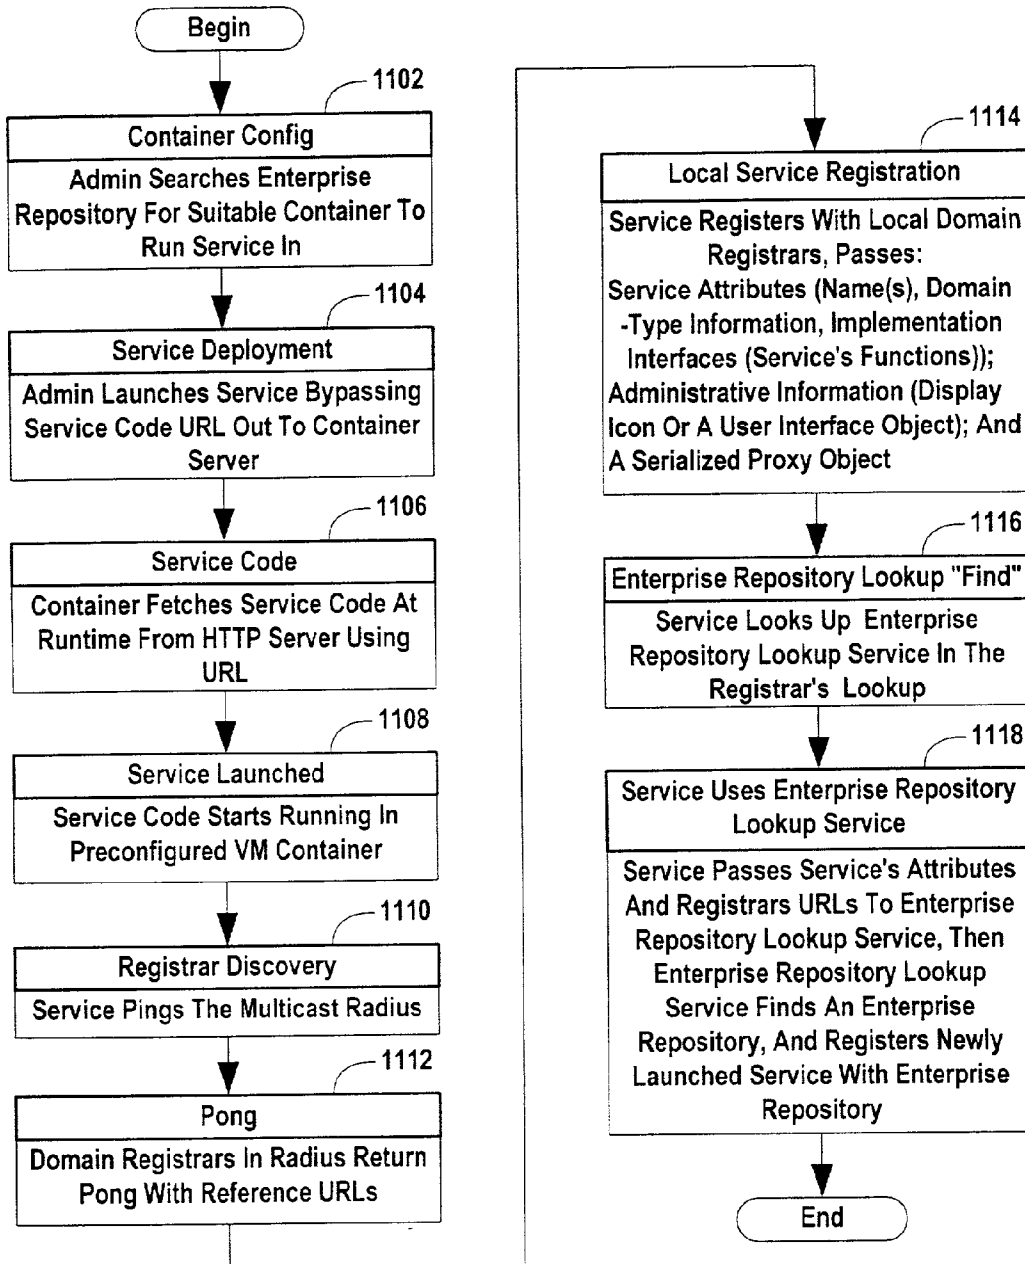 Begin
1102
Container Config
Admin Searches Enterprise
Repository For Suitable Container To
Run Service In
1104
Service Deployment
Admin Launches Service Bypassing
Service Code URL Out To Container
Server
1106
Service Code
Container Fetches Service Code At
Runtime From HTTP Server Using
URL
1108
Service Launched
Service Code Starts Running In
Preconfigured VM Container
1110
Registrar Discovery
Service Pings The Multicast Radius
1112
Pong
Domain Registrars In Radius Return
Pong With Reference URLs
1114
Local Service Registration
Service Registers With Local Domain
Registrars, Passes:
Service Attributes (Name(s), Domain
-Type Information, Implementation
Interfaces (Service's Functions));
Administrative Information (Display
Icon Or A User Interface Object); And
A Serialized Proxy Object
1116
Enterprise Repository Lookup "Find"
Service Looks Up Enterprise
Repository Lookup Service In The
Registrar's Lookup
1118
Service Uses Enterprise Repository
Lookup Service
Service Passes Service's Attributes
And Registrars URLs To Enterprise
Repository Lookup Service, Then
Enterprise Repository Lookup
Service Finds An Enterprise
Repository, And Registers Newly
Launched Service With Enterprise
Repository
End